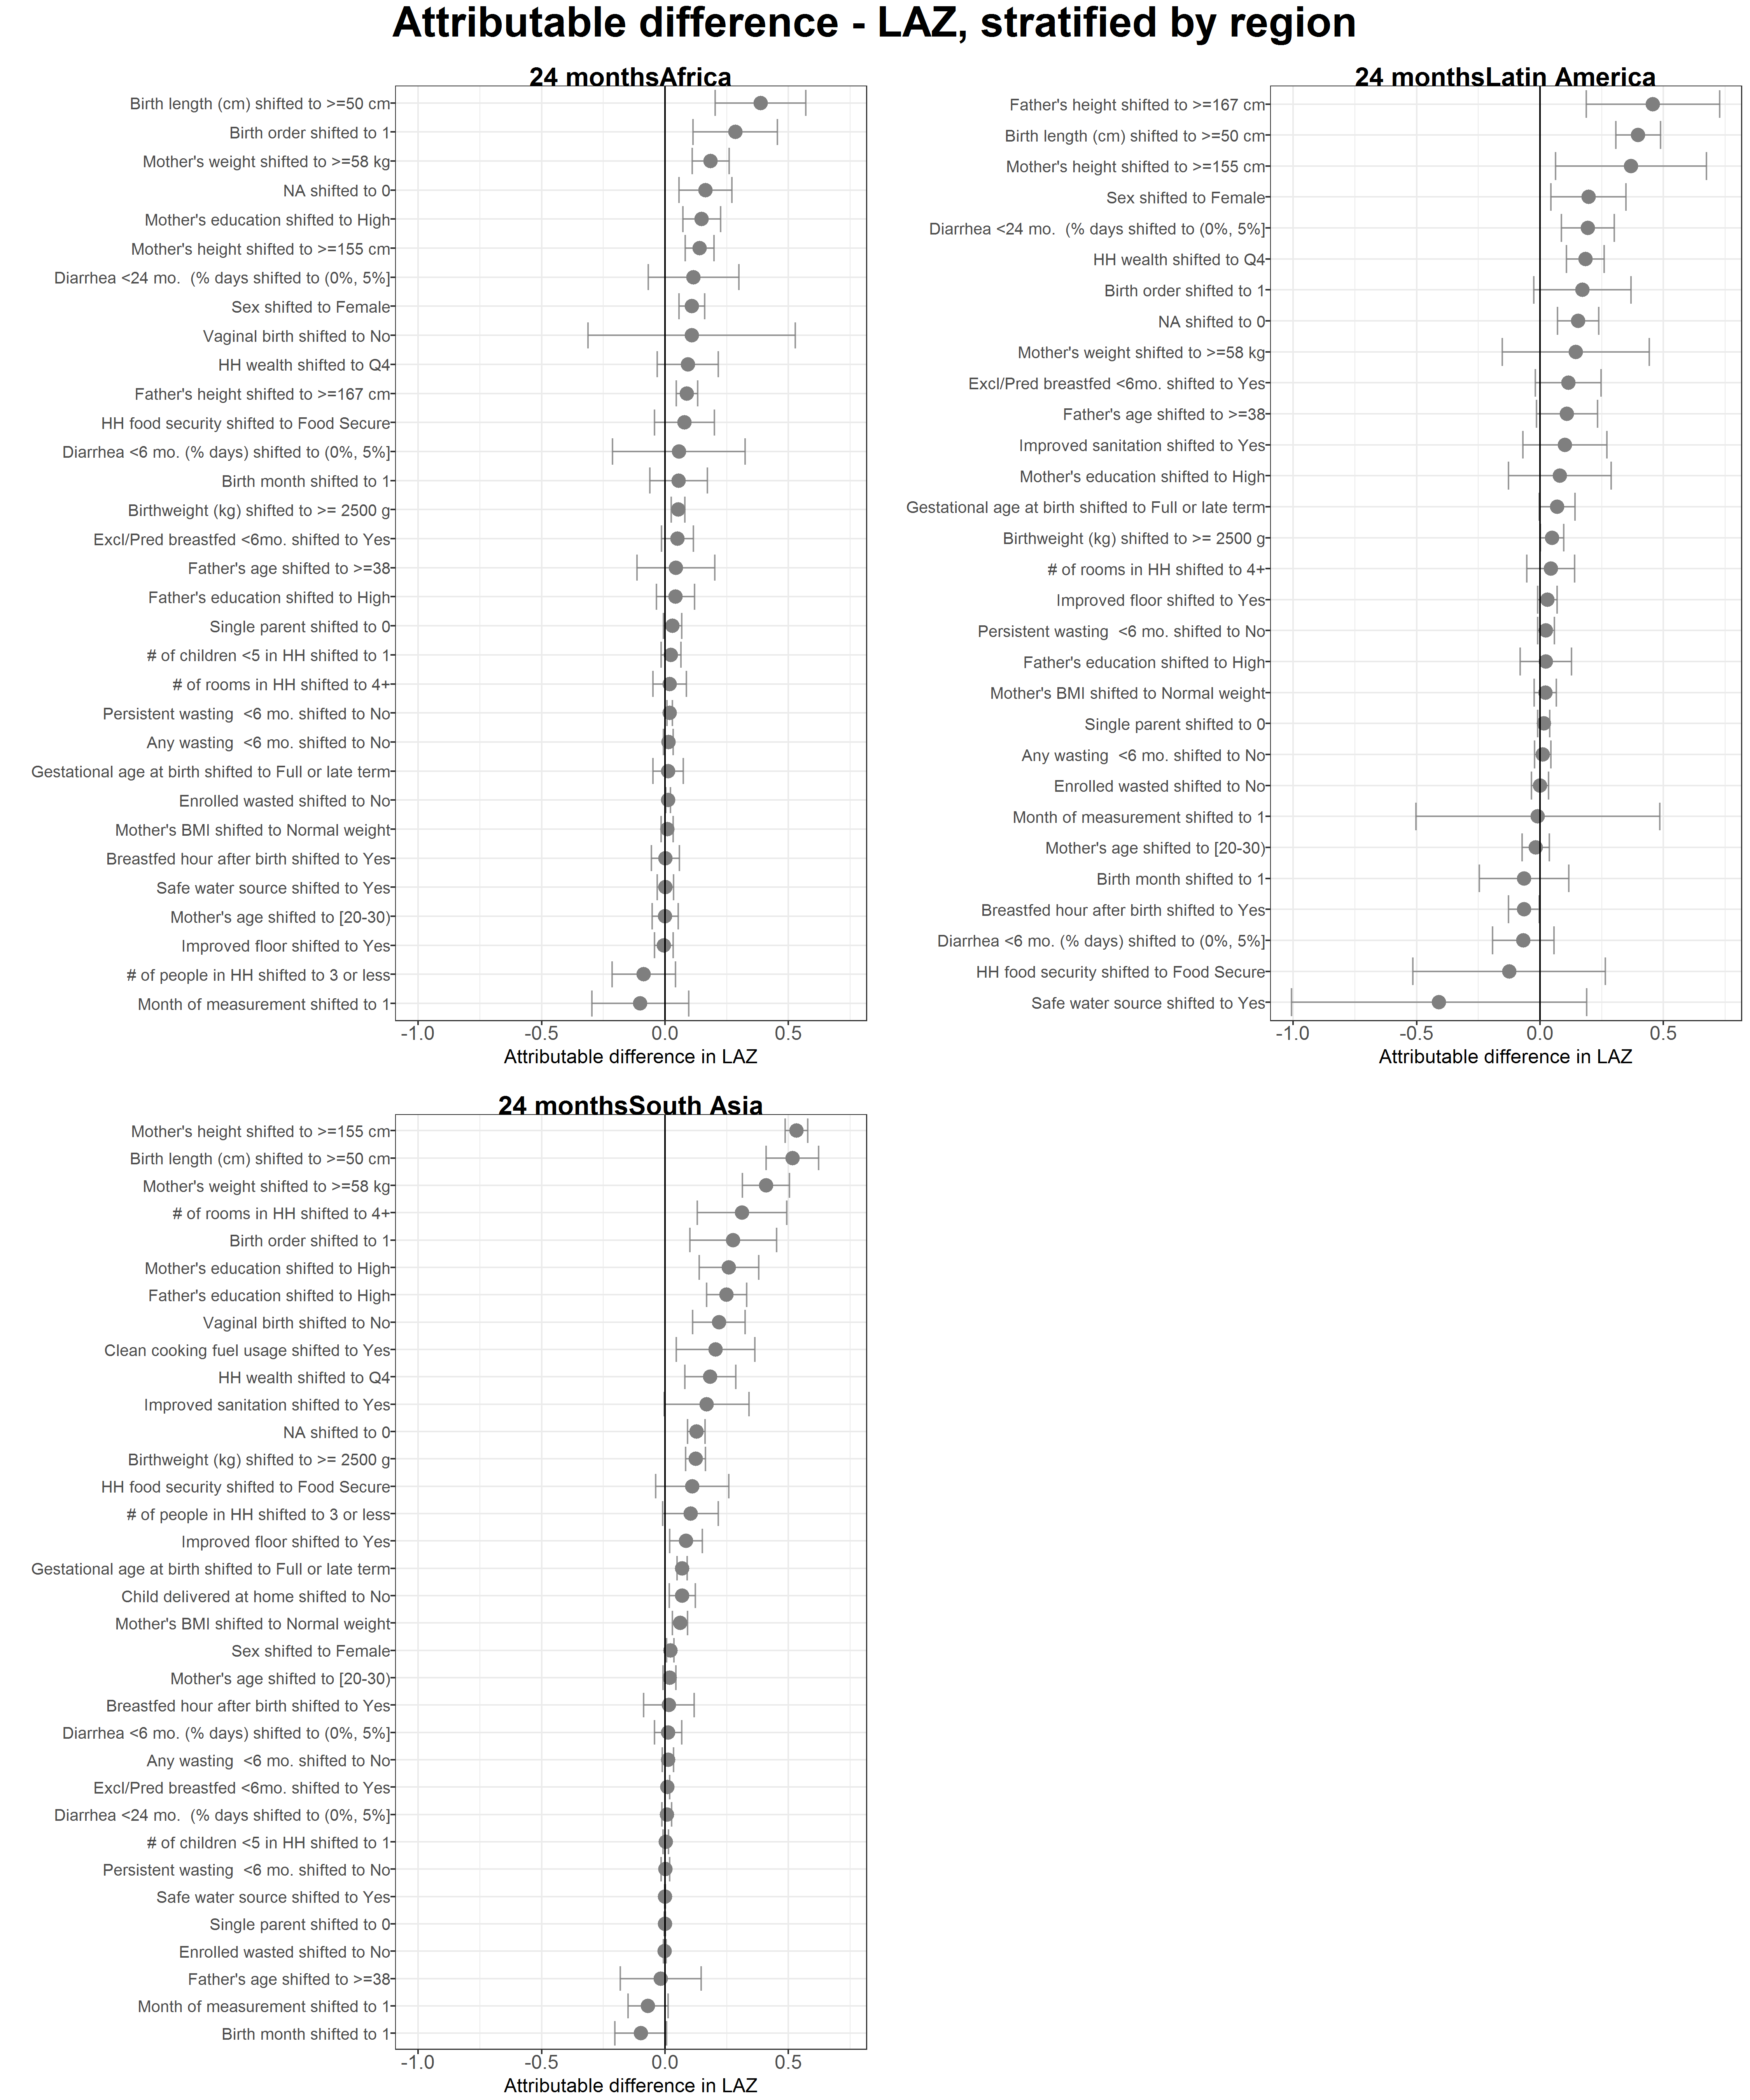 Attributable difference - LAZ, stratified by region
24 monthsAfrica
Birth length (cm) shifted to >=50 cm
Birth order shifted to 1
Mother's weight shifted to >=58 kg
NA shifted to 0
Mother's education shifted to High
Mother's height shifted to >=155 cm
Diarrhea <24 mo.  (% days shifted to (0%, 5%]
Sex shifted to Female
Vaginal birth shifted to No
HH wealth shifted to Q4
Father's height shifted to >=167 cm
HH food security shifted to Food Secure
Diarrhea <6 mo. (% days) shifted to (0%, 5%]
Birth month shifted to 1
Birthweight (kg) shifted to >= 2500 g
Excl/Pred breastfed <6mo. shifted to Yes
Father's age shifted to >=38
Father's education shifted to High
Single parent shifted to 0
# of children <5 in HH shifted to 1
# of rooms in HH shifted to 4+
Persistent wasting  <6 mo. shifted to No
Any wasting  <6 mo. shifted to No
Gestational age at birth shifted to Full or late term
Enrolled wasted shifted to No
Mother's BMI shifted to Normal weight
Breastfed hour after birth shifted to Yes
Safe water source shifted to Yes
Mother's age shifted to [20-30)
Improved floor shifted to Yes
# of people in HH shifted to 3 or less
Month of measurement shifted to 1
-1.0 -0.5 0.0 0.5
Attributable difference in LAZ
24 monthsLatin America
Father's height shifted to >=167 cm
Birth length (cm) shifted to >=50 cm
Mother's height shifted to >=155 cm
Sex shifted to Female
Diarrhea <24 mo.  (% days shifted to (0%, 5%]
HH wealth shifted to Q4
Birth order shifted to 1
NA shifted to 0
Mother's weight shifted to >=58 kg
Excl/Pred breastfed <6mo. shifted to Yes
Father's age shifted to >=38
Improved sanitation shifted to Yes
Mother's education shifted to High
Gestational age at birth shifted to Full or late term
Birthweight (kg) shifted to >= 2500 g
# of rooms in HH shifted to 4+
Improved floor shifted to Yes
Persistent wasting  <6 mo. shifted to No
Father's education shifted to High
Mother's BMI shifted to Normal weight
Single parent shifted to 0
Any wasting  <6 mo. shifted to No
Enrolled wasted shifted to No
Month of measurement shifted to 1
Mother's age shifted to [20-30)
Birth month shifted to 1
Breastfed hour after birth shifted to Yes
Diarrhea <6 mo. (% days) shifted to (0%, 5%]
HH food security shifted to Food Secure
Safe water source shifted to Yes
-1.0 -0.5 0.0 0.5
Attributable difference in LAZ
24 monthsSouth Asia
Mother's height shifted to >=155 cm
Birth length (cm) shifted to >=50 cm
Mother's weight shifted to >=58 kg
# of rooms in HH shifted to 4+
Birth order shifted to 1
Mother's education shifted to High
Father's education shifted to High
Vaginal birth shifted to No
Clean cooking fuel usage shifted to Yes
HH wealth shifted to Q4
Improved sanitation shifted to Yes
NA shifted to 0
Birthweight (kg) shifted to >= 2500 g
HH food security shifted to Food Secure
# of people in HH shifted to 3 or less
Improved floor shifted to Yes
Gestational age at birth shifted to Full or late term
Child delivered at home shifted to No
Mother's BMI shifted to Normal weight
Sex shifted to Female
Mother's age shifted to [20-30)
Breastfed hour after birth shifted to Yes
Diarrhea <6 mo. (% days) shifted to (0%, 5%]
Any wasting  <6 mo. shifted to No
Excl/Pred breastfed <6mo. shifted to Yes
Diarrhea <24 mo.  (% days shifted to (0%, 5%]
# of children <5 in HH shifted to 1
Persistent wasting  <6 mo. shifted to No
Safe water source shifted to Yes
Single parent shifted to 0
Enrolled wasted shifted to No
Father's age shifted to >=38
Month of measurement shifted to 1
Birth month shifted to 1
-1.0 -0.5 0.0 0.5
Attributable difference in LAZ